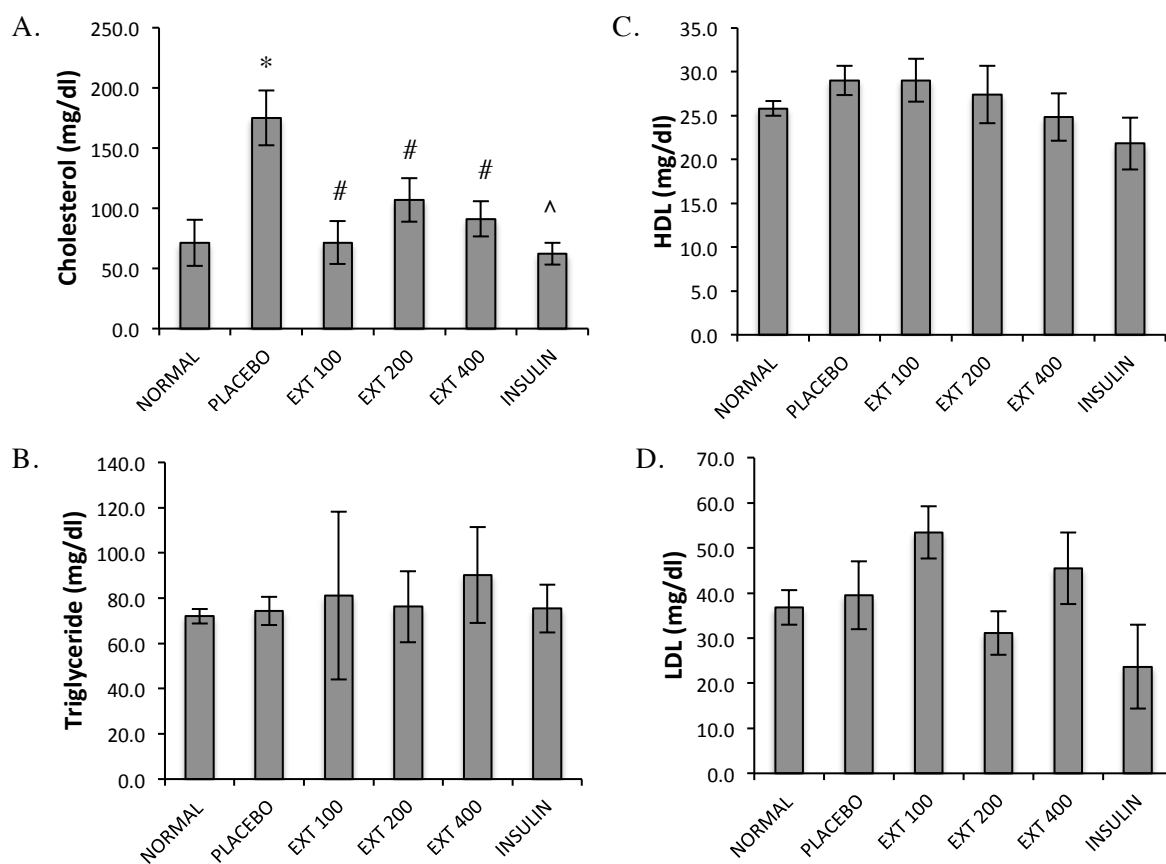 A.
Cholesterol (mg/dl)
250.0
200.0
150.0
100.0
50.0
0.0
*
#
#
#
^
NORMAL
PLACEBO
EXT 100
EXT 200
EXT 400
INSULIN
B.
Triglyceride (mg/dl)
140.0
120.0
100.0
80.0
60.0
40.0
20.0
0.0
NORMAL
PLACEBO
EXT 100
EXT 200
EXT 400
INSULIN
C.
HDL (mg/dl)
35.0
30.0
25.0
20.0
15.0
10.0
5.0
0.0
NORMAL
PLACEBO
EXT 100
EXT 200
EXT 400
INSULIN
D.
LDL (mg/dl)
70.0
60.0
50.0
40.0
30.0
20.0
10.0
0.0
NORMAL
PLACEBO
EXT 100
EXT 200
EXT 400
INSULIN